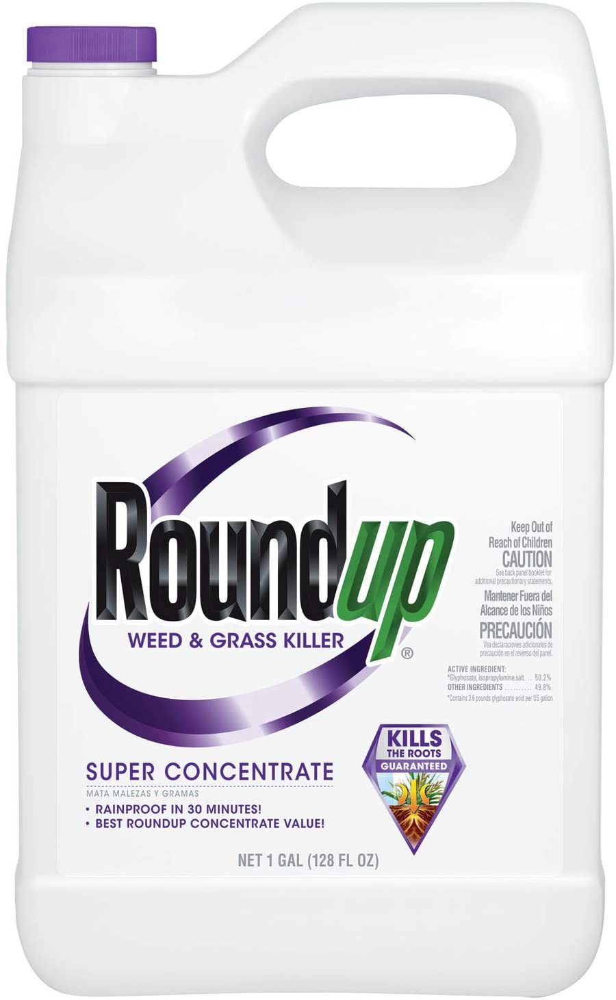 Roundup
WEED & GRASS KILLER
®
Keep Out of
Reach of Children
CAUTION
See back panel booklet for
additional precautionary statements.
Mantener Fuera del
Alcance de los Niños
PRECAUCIÓN
Vea declaraciones adicionales de
precaución en el reverso del panel.
ACTIVE INGREDIENT:
*Glyphosate, isopropylamine salt . . . 50.2%
OTHER INGREDIENTS . . . . . . . . . . 49.8%
*Contains 3.6 pounds glyphosate acid per US gallon
KILLS
THE ROOTS
GUARANTEED
SUPER CONCENTRATE
MATA MALEZAS Y GRAMAS
• RAINPROOF IN 30 MINUTES!
• BEST ROUNDUP CONCENTRATE VALUE!
NET 1 GAL (128 FL OZ)